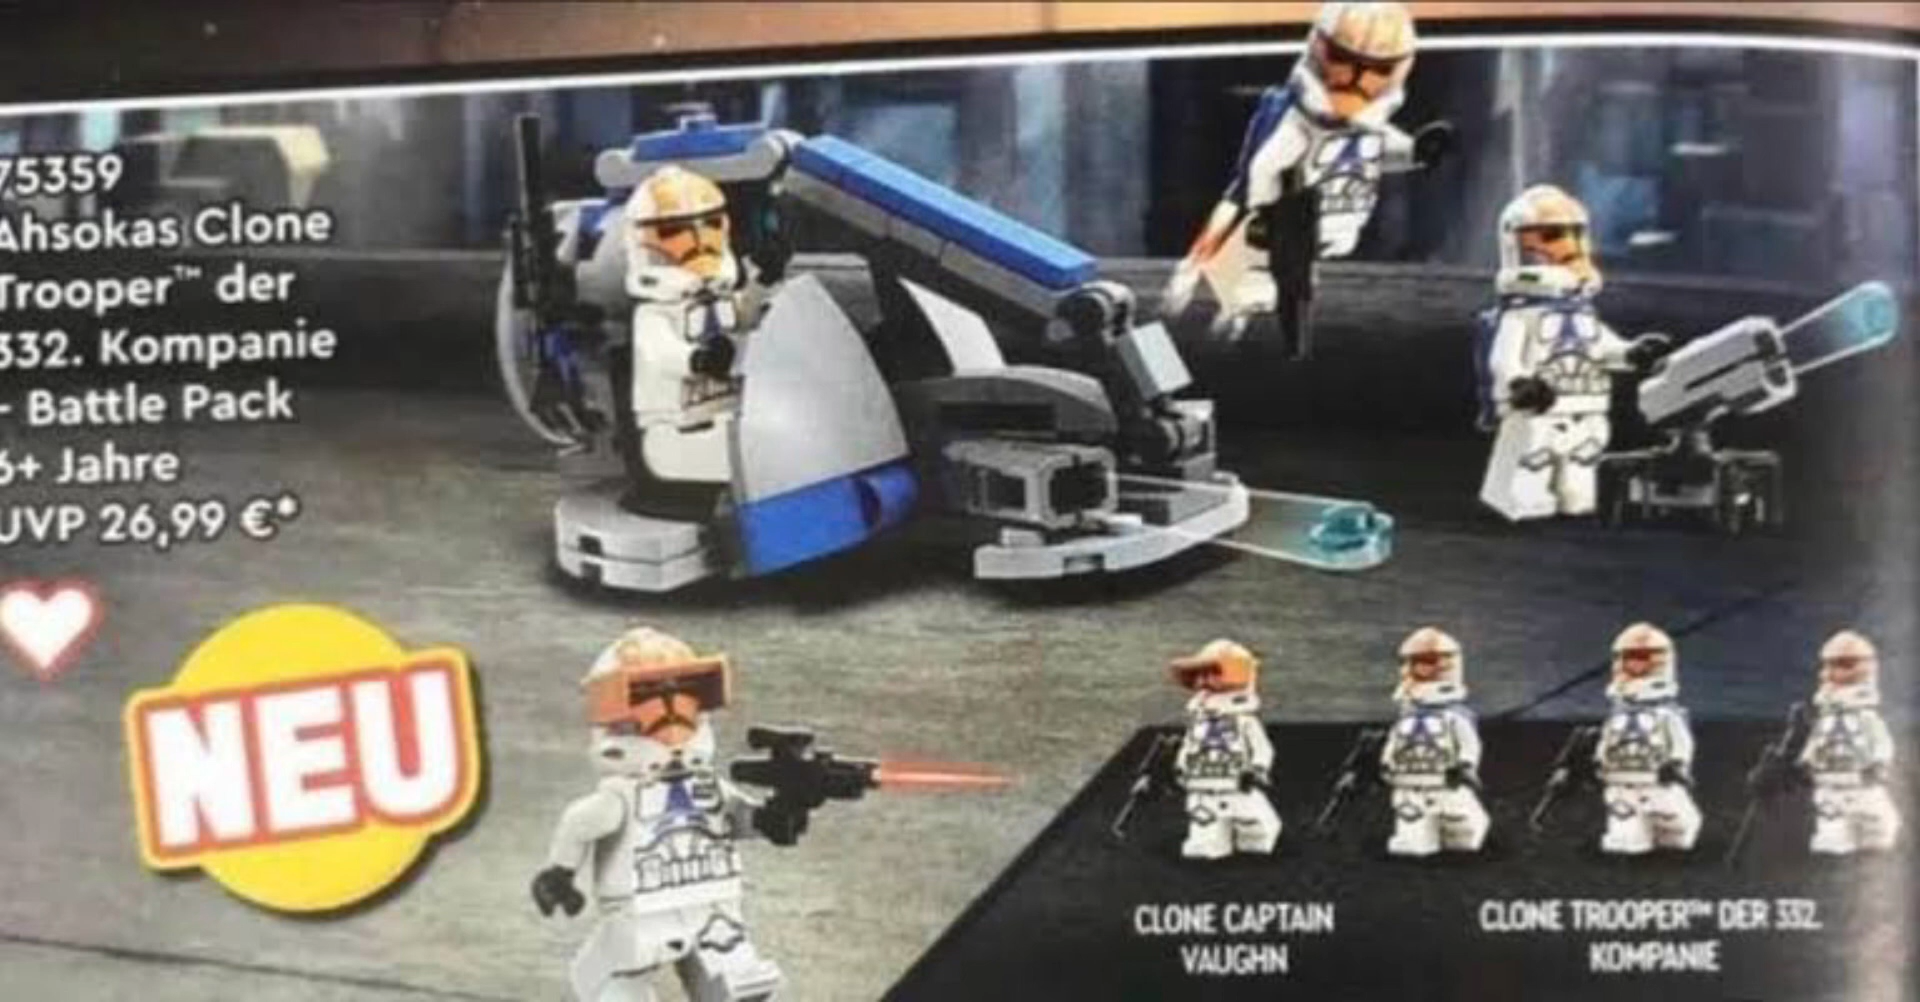 75359
Ahsokas Clone
Trooper™ der
332. Kompanie
- Battle Pack
6+ Jahre
UVP 26,99 €*
NEU
CLONE CAPTAIN
VAUGHN
CLONE TROOPER™ DER 332.
KOMPANIE